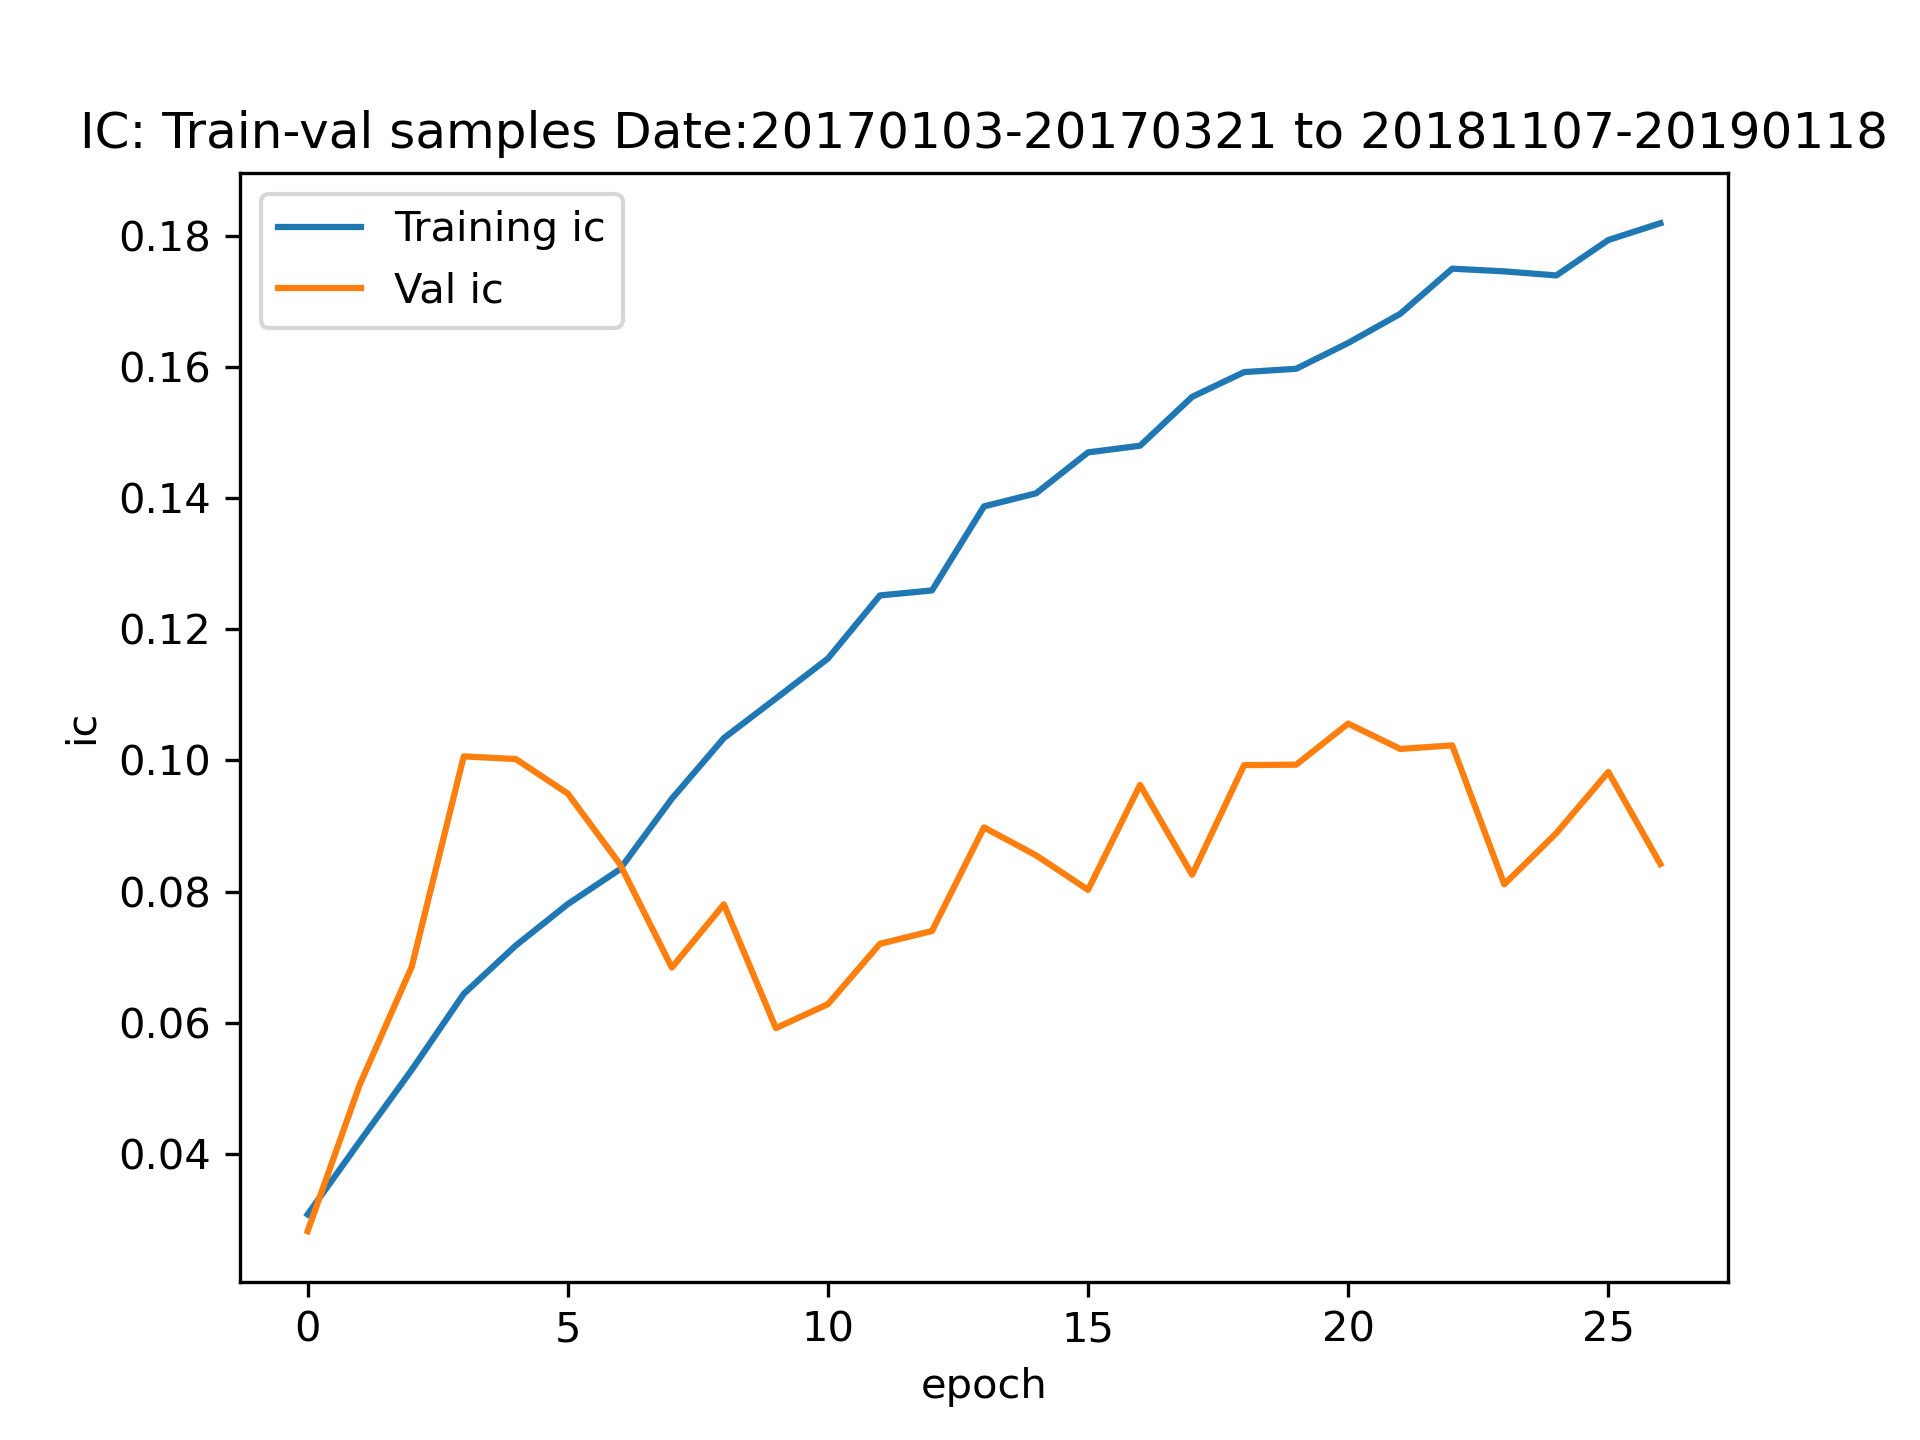 IC: Train-val samples Date:20170103-20170321 to 20181107-20190118
Training ic
Val ic
0.18
0.16
0.14
0.12
0.10
0.08
0.06
0.04
ic
0 5 10 15 20 25
epoch